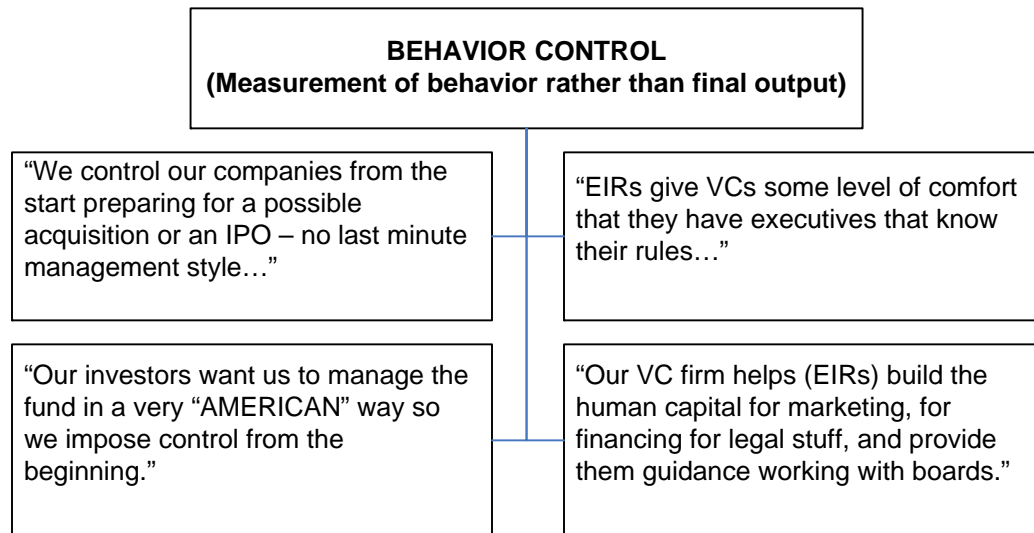 BEHAVIOR CONTROL
(Measurement of behavior rather than final output)
“We control our companies from the
start preparing for a possible
acquisition or an IPO – no last minute
management style…”
“EIRs give VCs some level of comfort
that they have executives that know
their rules…”
“Our investors want us to manage the
fund in a very “AMERICAN” way so
we impose control from the
beginning.”
“Our VC firm helps (EIRs) build the
human capital for marketing, for
financing for legal stuff, and provide
them guidance working with boards.”